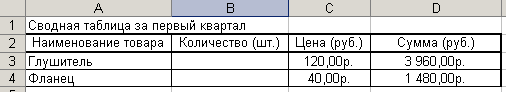 A B C D
1 Сводная таблица за первый квартал
2 Наименование товара Количество (шт.) Цена (руб.) Сумма (руб.)
3 Глушитель 120,00р. 3 960,00р.
4 Фланец 40,00р. 1 480,00р.